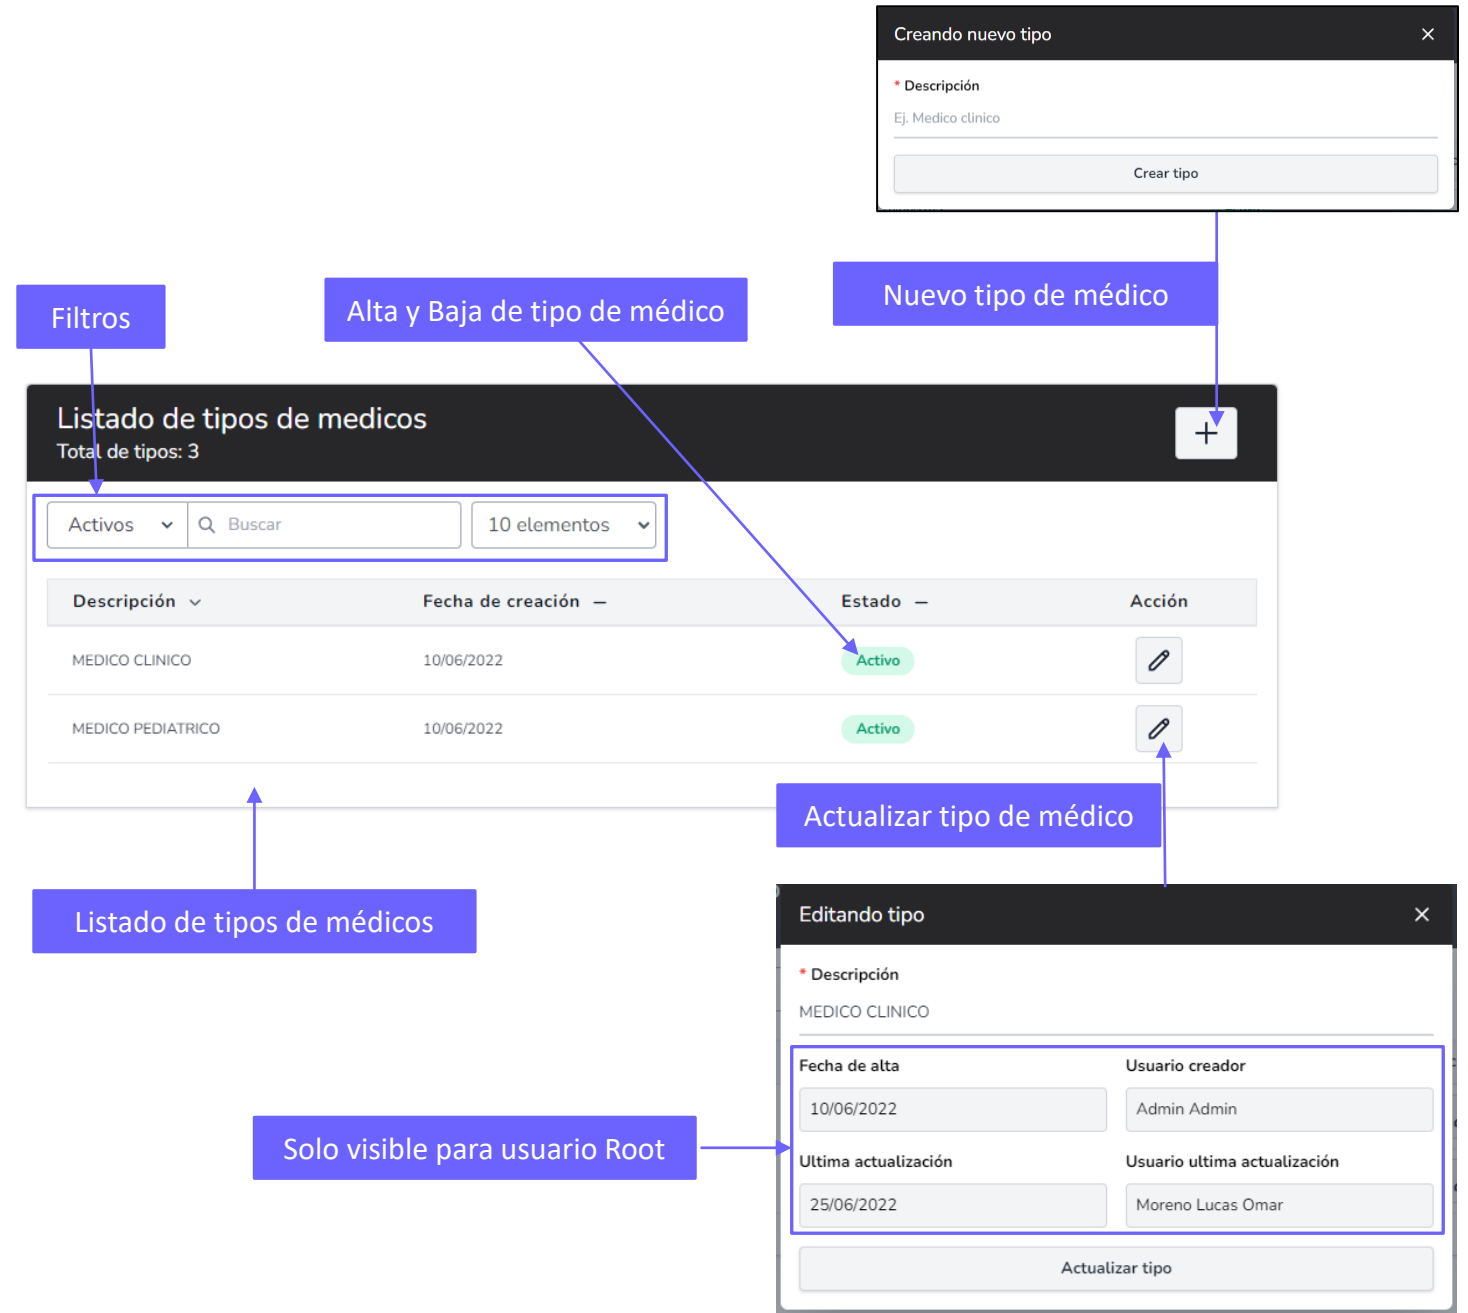 Creando nuevo tipo
* Descripción
Ej. Medico clinico
Crear tipo
Nuevo tipo de médico
Alta y Baja de tipo de médico
Filtros
Listado de tipos de medicos
Total de tipos: 3
Activos Buscar 10 elementos
Descripción Fecha de creación Estado Acción
MEDICO CLINICO 10/06/2022 Activo
MEDICO PEDIATRICO 10/06/2022 Activo
Actualizar tipo de médico
Listado de tipos de médicos
Editando tipo
* Descripción
MEDICO CLINICO
Fecha de alta Usuario creador
10/06/2022 Admin Admin
Solo visible para usuario Root
Ultima actualización Usuario ultima actualización
25/06/2022 Moreno Lucas Omar
Actualizar tipo